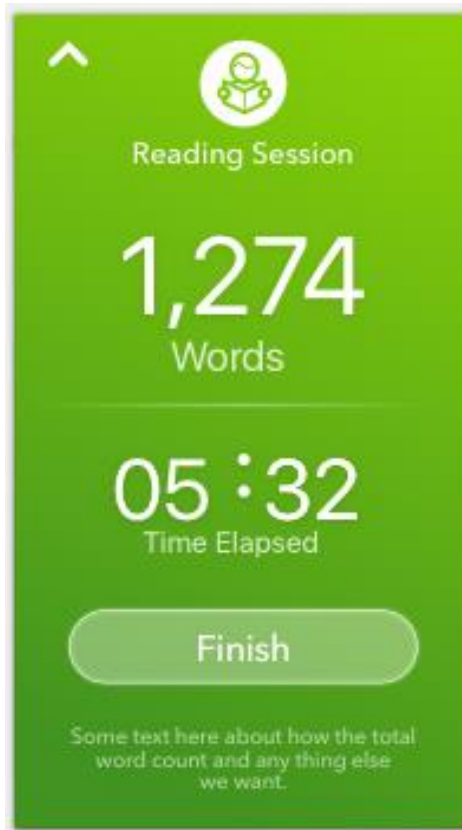 Reading Session
1,274
Words
05 :32
Time Elapsed
Finish
Some text here about how the total
word count and any thing else
we want.